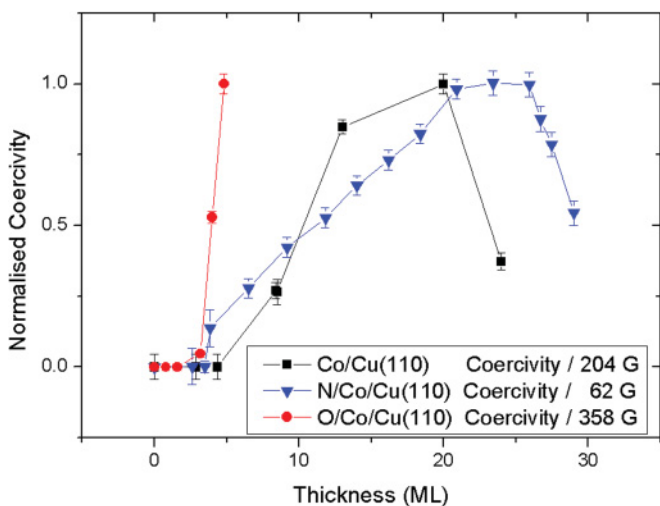 1.0
0.5
0.0
Normalised Coercivity
Co/Cu(110) Coercivity / 204 G
N/Co/Cu(110) Coercivity / 62 G
O/Co/Cu(110) Coercivity / 358 G
0 10 20 30
Thickness (ML)